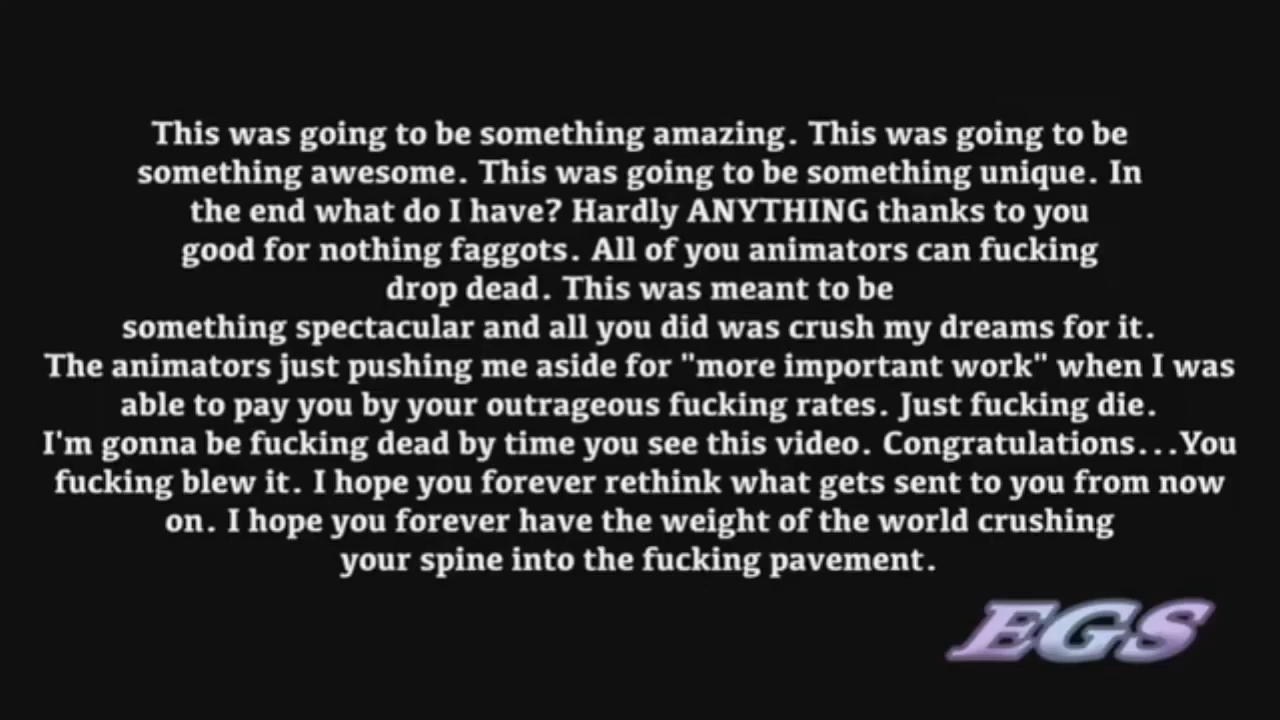 This was going to be something amazing. This was going to be
something awesome. This was going to be something unique. In
the end what do I have? Hardly ANYTHING thanks to you
good for nothing faggots. All of you animators can fucking
drop dead. This was meant to be
something spectacular and all you did was crush my dreams for it.
The animators just pushing me aside for "more important work" when I was
able to pay you by your outrageous fucking rates. Just fucking die.
I'm gonna be fucking dead by time you see this video. Congratulations...You
fucking blew it. I hope you forever rethink what gets sent to you from now
on. I hope you forever have the weight of the world crushing
your spine into the fucking pavement.
EGS